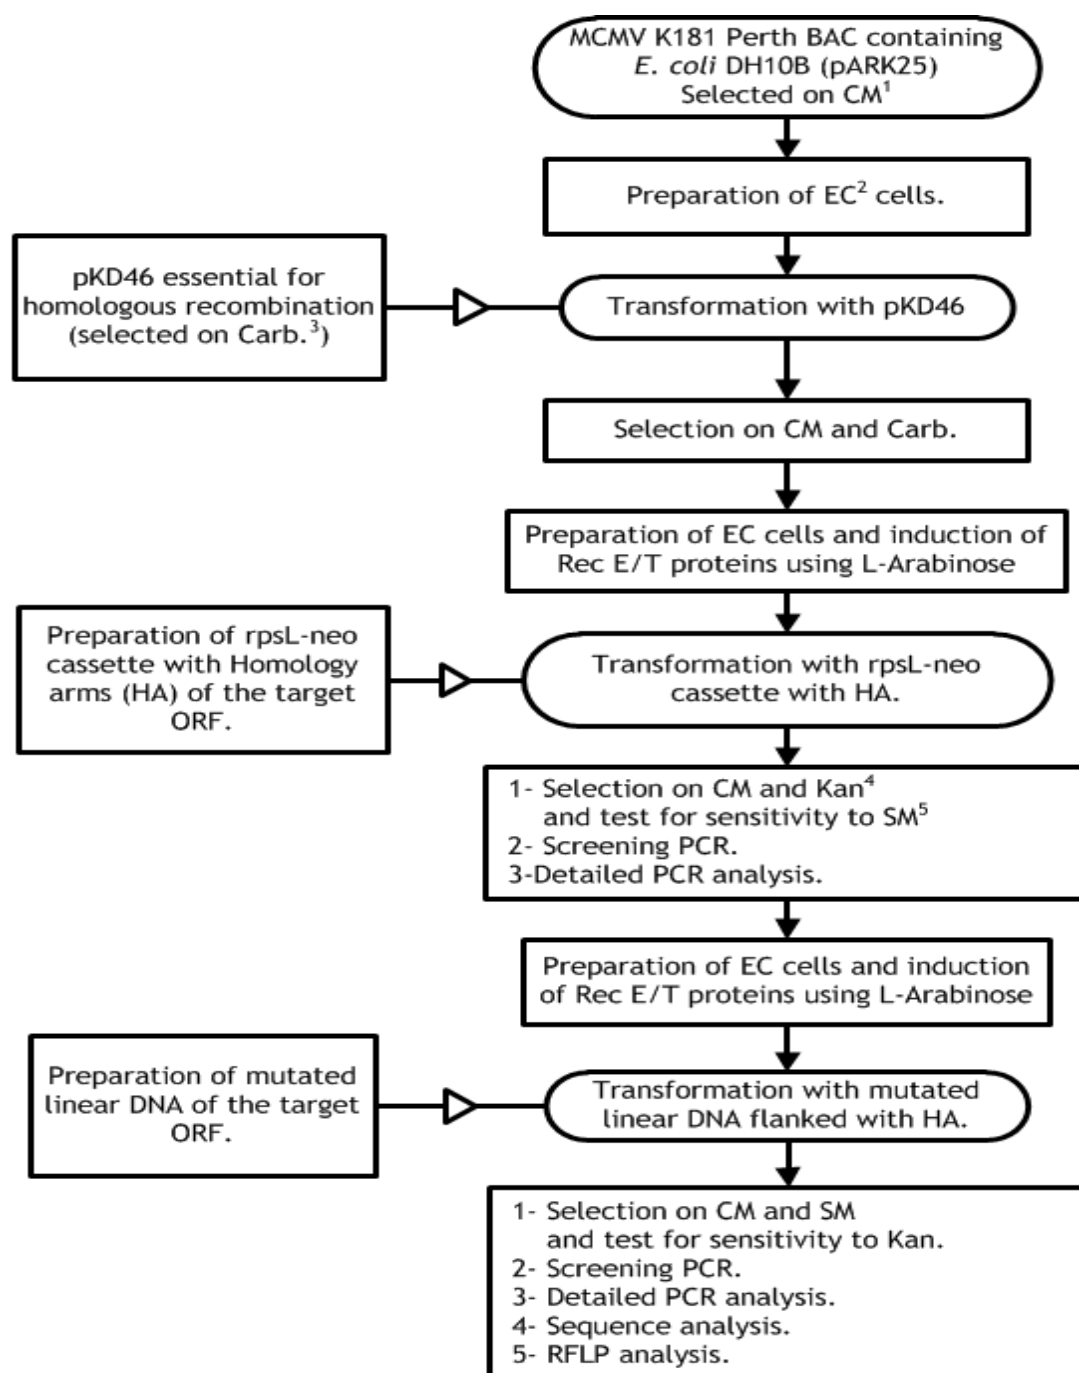 MCMV K181 Perth BAC containing
E. coli DH10B (pARK25)
Selected on CM¹
Preparation of EC² cells.
pKD46 essential for
homologous recombination
(selected on Carb.³)
Transformation with pKD46
Selection on CM and Carb.
Preparation of EC cells and induction of
Rec E/T proteins using L-Arabinose
Preparation of rpsL-neo
cassette with Homology
arms (HA) of the target
ORF.
Transformation with rpsL-neo
cassette with HA.
1- Selection on CM and Kan⁴
and test for sensitivity to SM⁵
2- Screening PCR.
3-Detailed PCR analysis.
Preparation of EC cells and induction
of Rec E/T proteins using L-Arabinose
Preparation of mutated
linear DNA of the target
ORF.
Transformation with mutated
linear DNA flanked with HA.
1- Selection on CM and SM
and test for sensitivity to Kan.
2- Screening PCR.
3- Detailed PCR analysis.
4- Sequence analysis.
5- RFLP analysis.